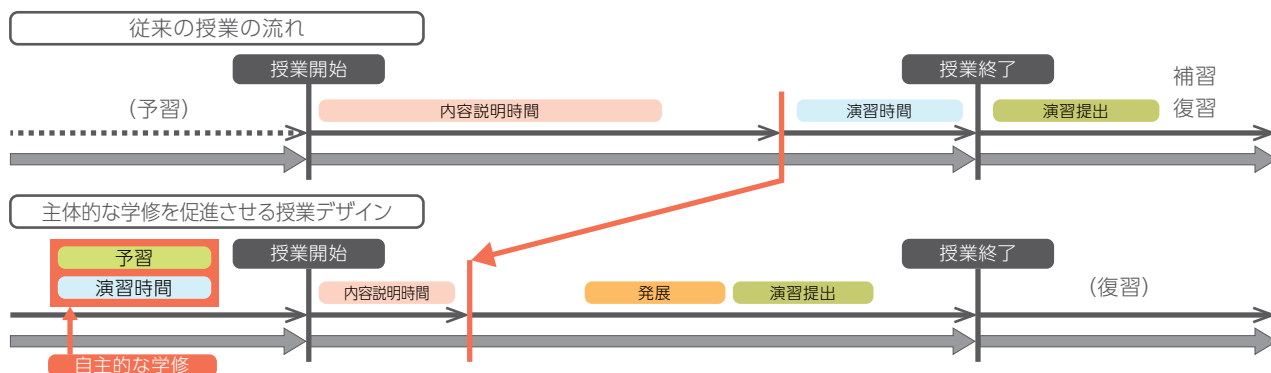 従来の授業の流れ
授業開始
授業終了
(予習)
内容説明時間
演習時間
演習提出
補習
復習
主体的な学修を促進させる授業デザイン
予習
演習時間
授業開始
授業終了
内容説明時間
発展
演習提出
(復習)
自主的な学修